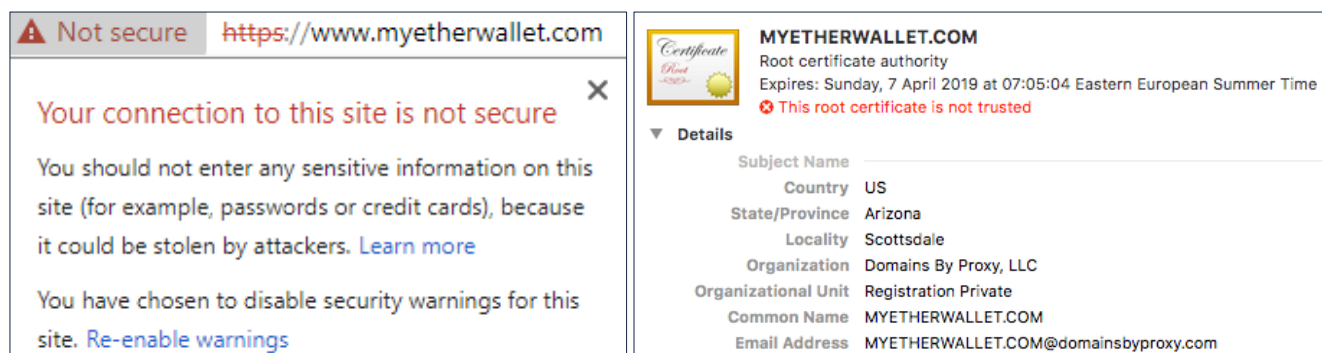 Not secure https://www.myetherwallet.com
Your connection to this site is not secure
You should not enter any sensitive information on this
site (for example, passwords or credit cards), because
it could be stolen by attackers. Learn more
You have chosen to disable security warnings for this
site. Re-enable warnings
Certificate
Root
MYETHERWALLET.COM
Root certificate authority
Expires: Sunday, 7 April 2019 at 07:05:04 Eastern European Summer Time
This root certificate is not trusted
Details
Subject Name
Country US
State/Province Arizona
Locality Scottsdale
Organization Domains By Proxy, LLC
Organizational Unit Registration Private
Common Name MYETHERWALLET.COM
Email Address MYETHERWALLET.COM@domainsbyproxy.com